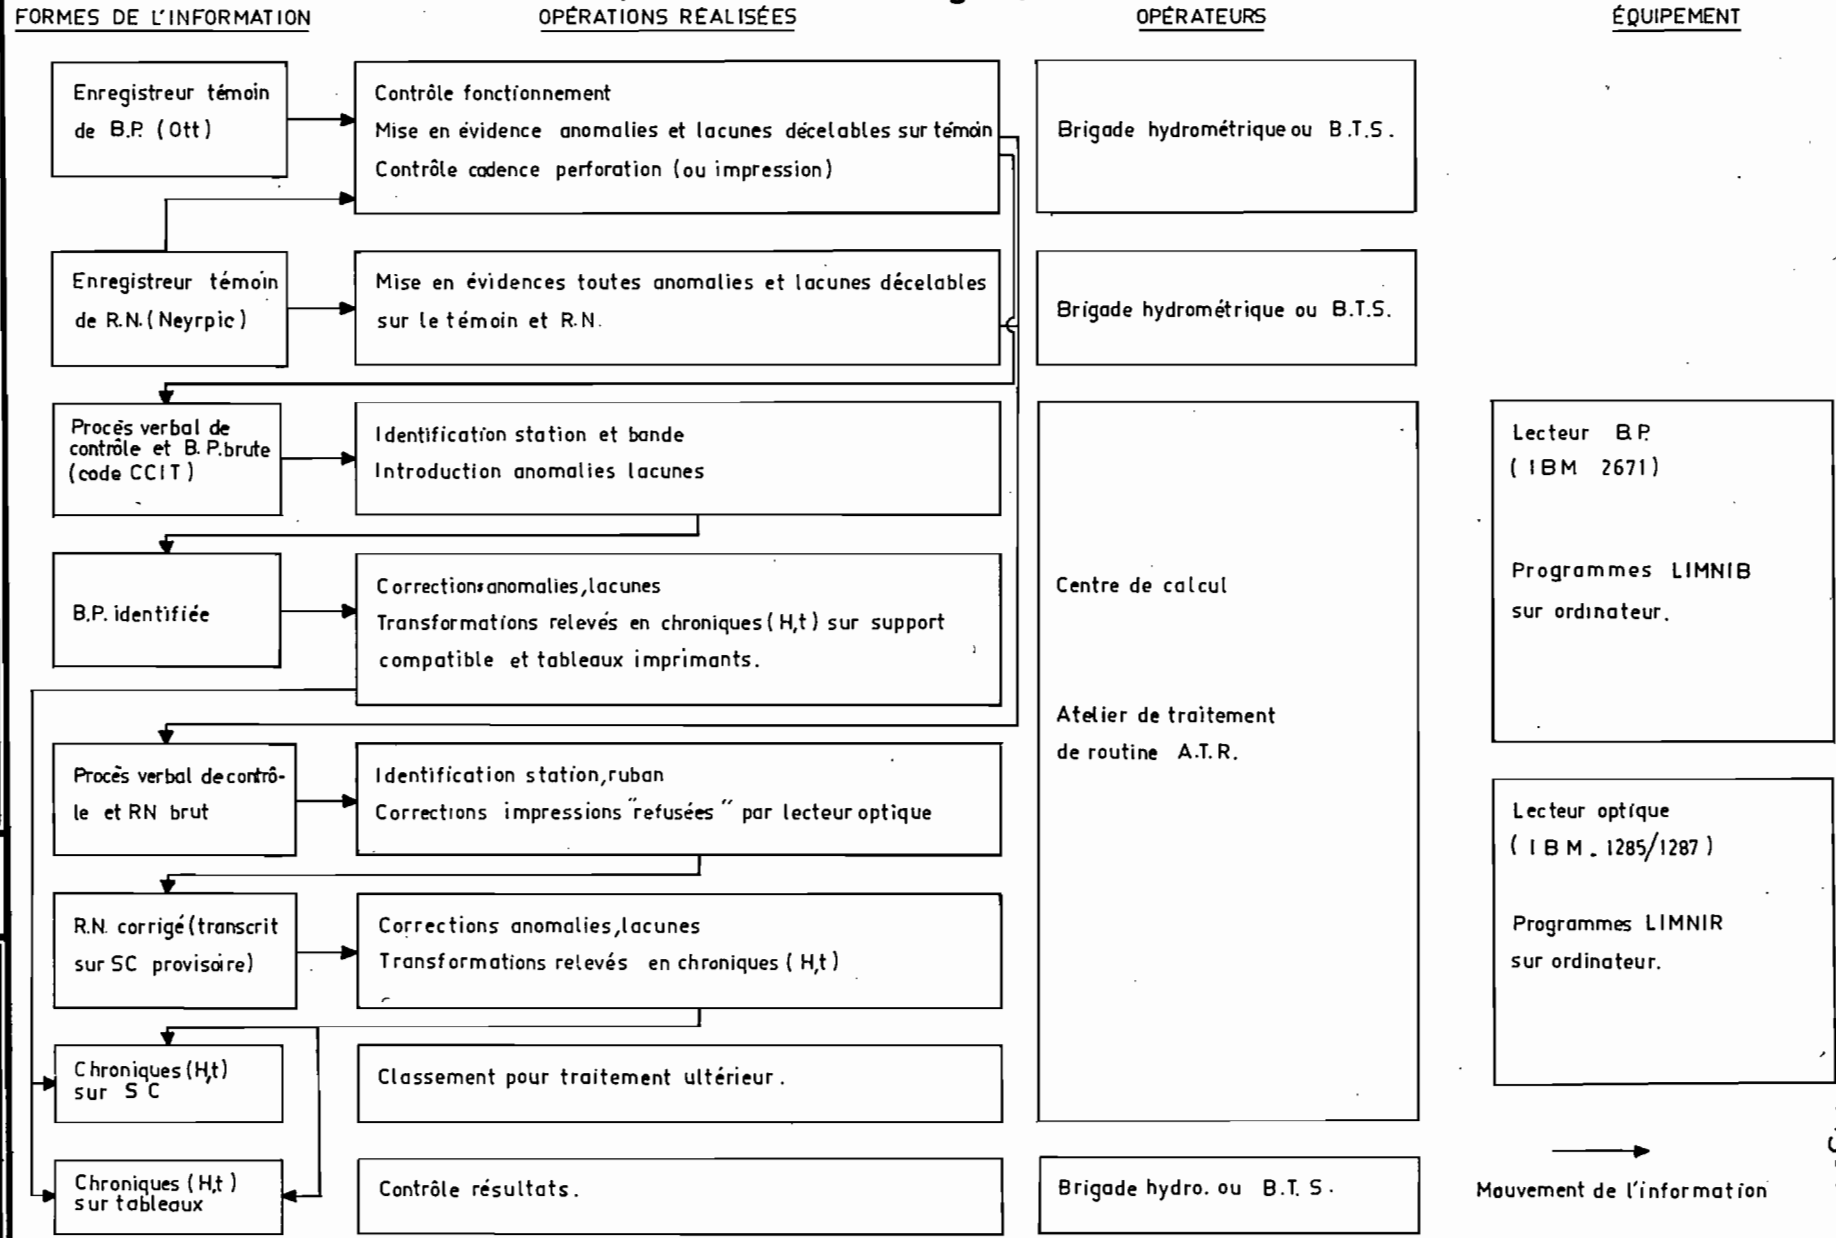 FORMES DE L'INFORMATION
OPÉRATIONS RÉALISÉES
OPÉRATEURS
ÉQUIPEMENT
Enregistreur témoin
de B.P. (Ott)
Contrôle fonctionnement
Mise en évidence anomalies et lacunes décelables sur témoin
Contrôle cadence perforation (ou impression)
Brigade hydrométrique ou B.T.S.
Enregistreur témoin
de R.N. (Neyrpic)
Mise en évidences toutes anomalies et lacunes décelables
sur le témoin et R.N.
Brigade hydrométrique ou B.T.S.
Procès verbal de
contrôle et B.P. brute
(code CCIT)
Identification station et bande
Introduction anomalies lacunes
B.P. identifiée
Corrections anomalies, lacunes
Transformations relevés en chroniques (H,t) sur support
compatible et tableaux imprimants.
Procès verbal de contrô-
le et RN brut
Identification station, ruban
Corrections impressions "refusées" par lecteur optique
R.N. corrigé (transcrit
sur SC provisoire)
Corrections anomalies, lacunes
Transformations relevés en chroniques (H,t)
Chroniques (H,t)
sur S C
Classement pour traitement ultérieur.
Chroniques (H,t)
sur tableaux
Contrôle résultats.
Centre de calcul
Atelier de traitement
de routine A.T.R.
Brigade hydro. ou B.T.S.
Lecteur B.P.
(IBM 2671)
Programmes LIMNIB
sur ordinateur.
Lecteur optique
(IBM. 1285/1287)
Programmes LIMNIR
sur ordinateur.
Mouvement de l'information